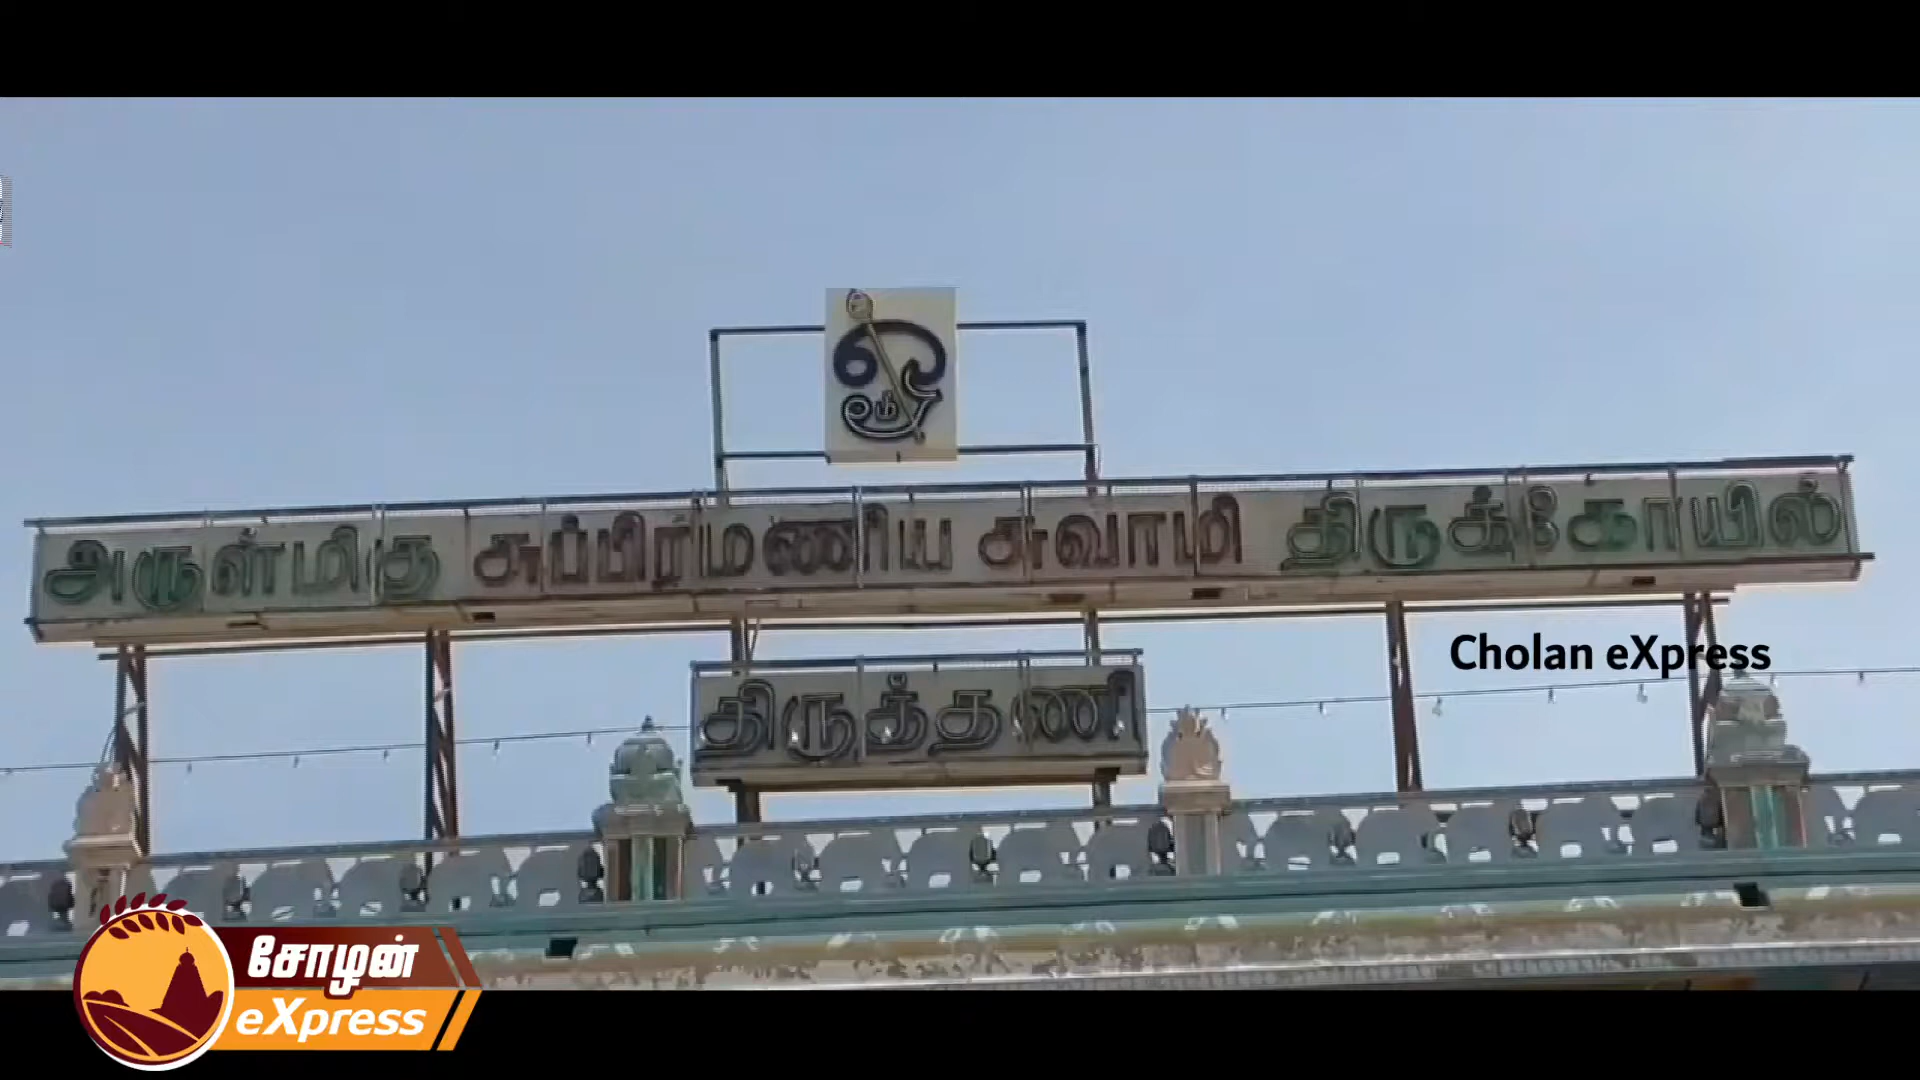 ஓம்
அருள்மிகு சுப்பிரமணிய சுவாமி திருக்கோயில்
Cholan eXpress
திருத்தணி
சோழன்
eXpress